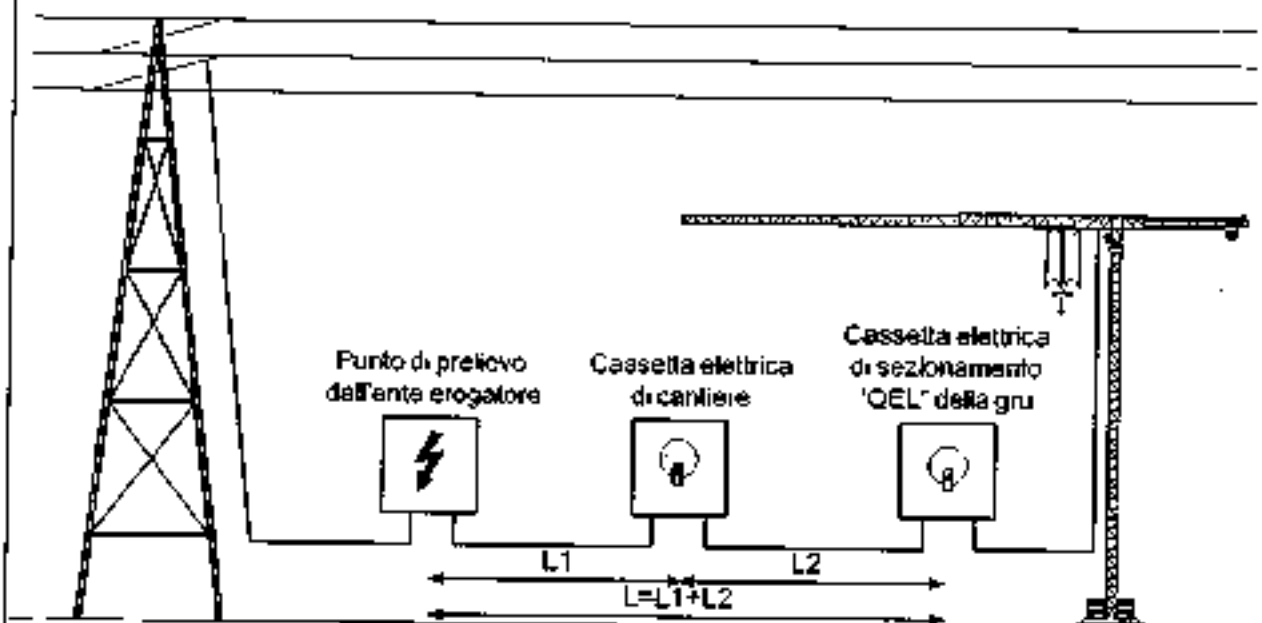 Punto di prelievo
dall'ente erogatore
Cassetta elettrica
di cantiere
Cassetta elettrica
di sezionamento
"QEL" della gru
L1
L2
L=L1+L2